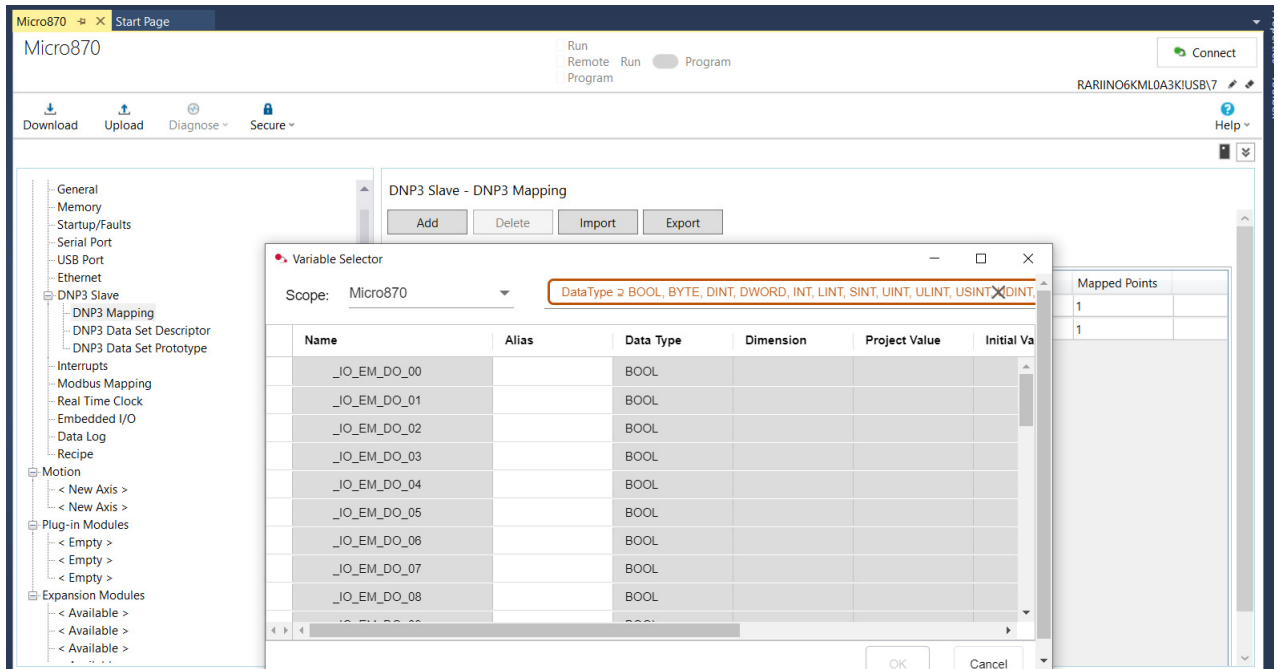 Micro870
Start Page
Micro870
Run
Remote Run Program
Program
Connect
RARIINO6KML0A3K!USB\7
Download
Upload
Diagnose
Secure
Help
General
Memory
Startup/Faults
Serial Port
USB Port
Ethernet
DNP3 Slave
DNP3 Mapping
DNP3 Data Set Descriptor
DNP3 Data Set Prototype
Interrupts
Modbus Mapping
Real Time Clock
Embedded I/O
Data Log
Recipe
Motion
< New Axis >
< New Axis >
Plug-in Modules
< Empty >
< Empty >
< Empty >
Expansion Modules
< Available >
< Available >
< Available >
DNP3 Slave - DNP3 Mapping
Add Delete Import Export
Mapped Points
1
1
Variable Selector
Scope: Micro870
DataType ⊇ BOOL, BYTE, DINT, DWORD, INT, LINT, SINT, UINT, ULINT, USINT, UDINT,
Name Alias Data Type Dimension Project Value Initial Va
_IO_EM_DO_00 BOOL
_IO_EM_DO_01 BOOL
_IO_EM_DO_02 BOOL
_IO_EM_DO_03 BOOL
_IO_EM_DO_04 BOOL
_IO_EM_DO_05 BOOL
_IO_EM_DO_06 BOOL
_IO_EM_DO_07 BOOL
_IO_EM_DO_08 BOOL
OK Cancel